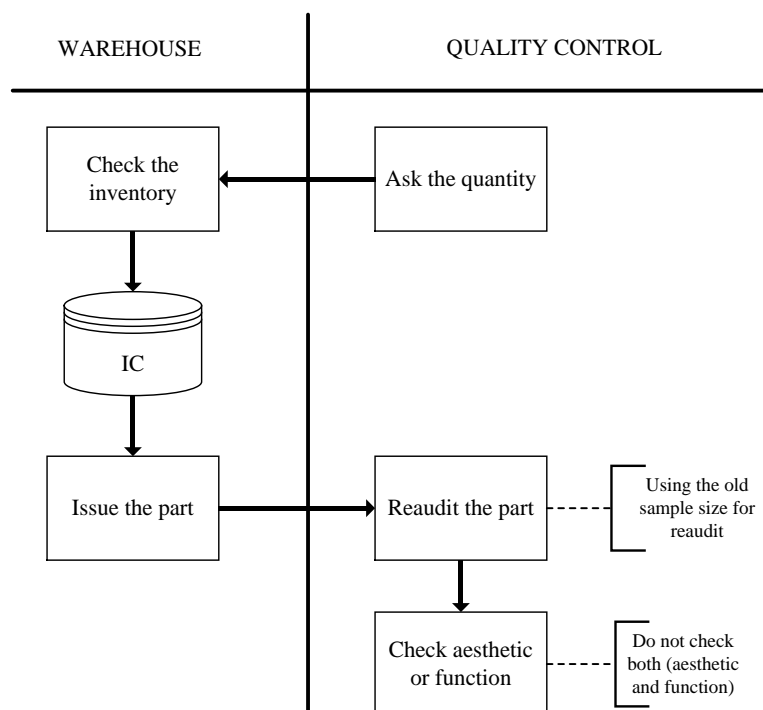 WAREHOUSE
QUALITY CONTROL
Check the
inventory
Ask the quantity
IC
Issue the part
Reaudit the part
Using the old
sample size for
reaudit
Check aesthetic
or function
Do not check
both (aesthetic
and function)